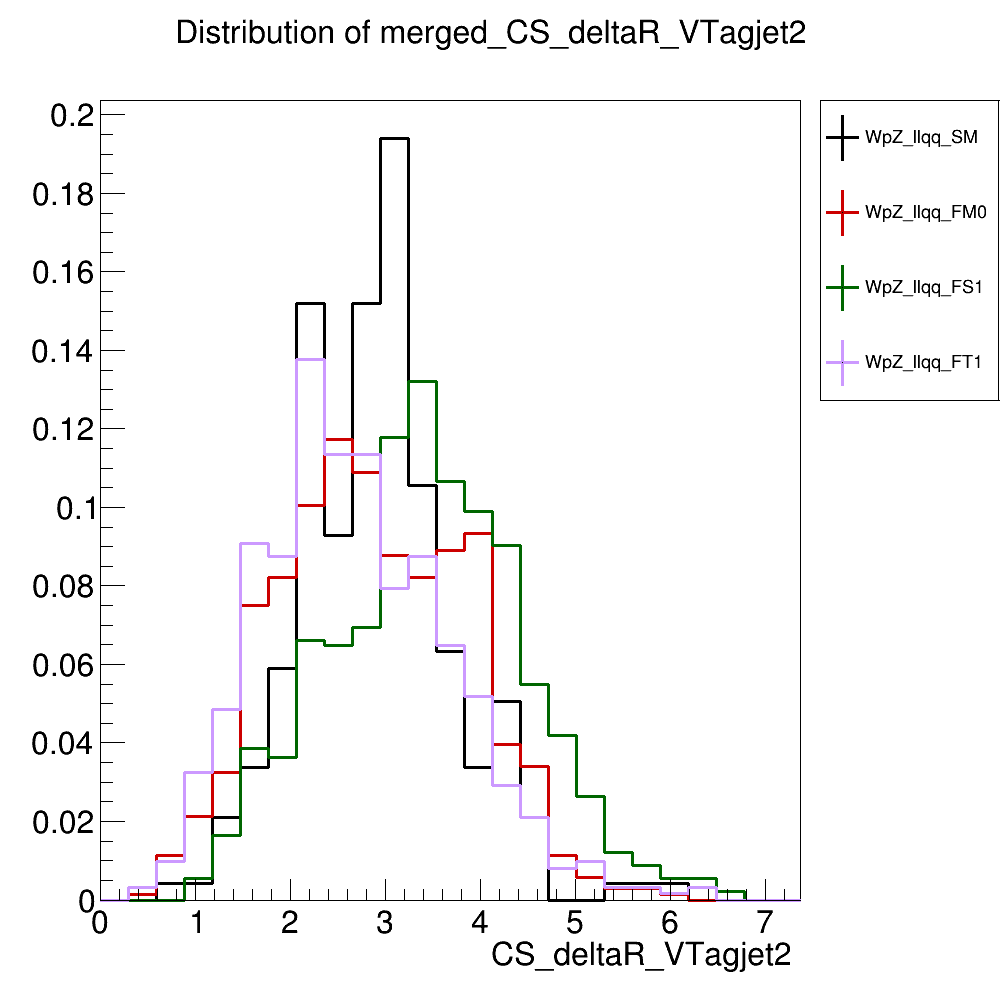 Distribution of merged_CS_deltaR_VTagjet2
0.2
0.18
0.16
0.14
0.12
0.1
0.08
0.06
0.04
0.02
0
0 1 2 3 4 5 6 7
CS_deltaR_VTagjet2
WpZ_llqq_SM
WpZ_llqq_FM0
WpZ_llqq_FS1
WpZ_llqq_FT1